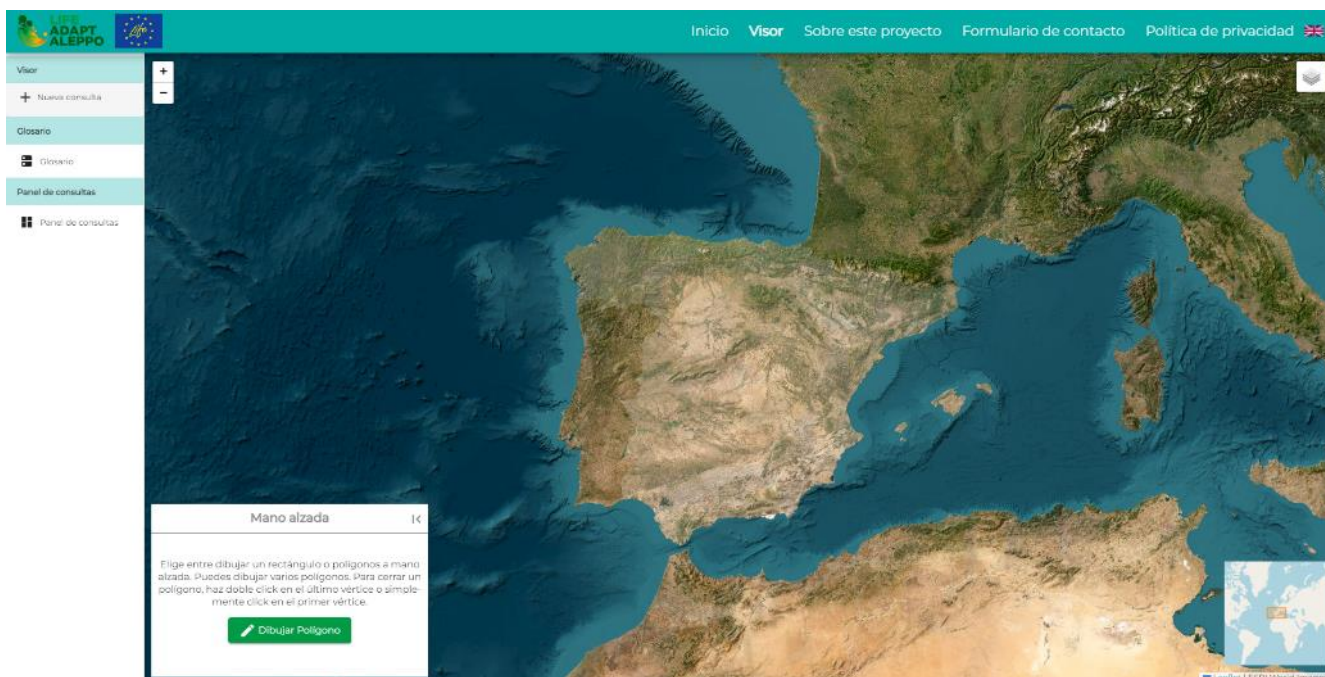 LIFE
ADAPT
ALEPPO
Life
Inicio Visor Sobre este proyecto Formulario de contacto Política de privacidad
Visor
+ Nueva consulta
Glosario
Glosario
Panel de consultas
Panel de consultas
+
-
Mano alzada
Elige entre dibujar un rectángulo o polígonos a mano
alzada. Puedes dibujar varios polígonos. Para cerrar un
polígono, haz doble click en el último vértice o simple-
mente click en el primer vértice.
Dibujar Polígono